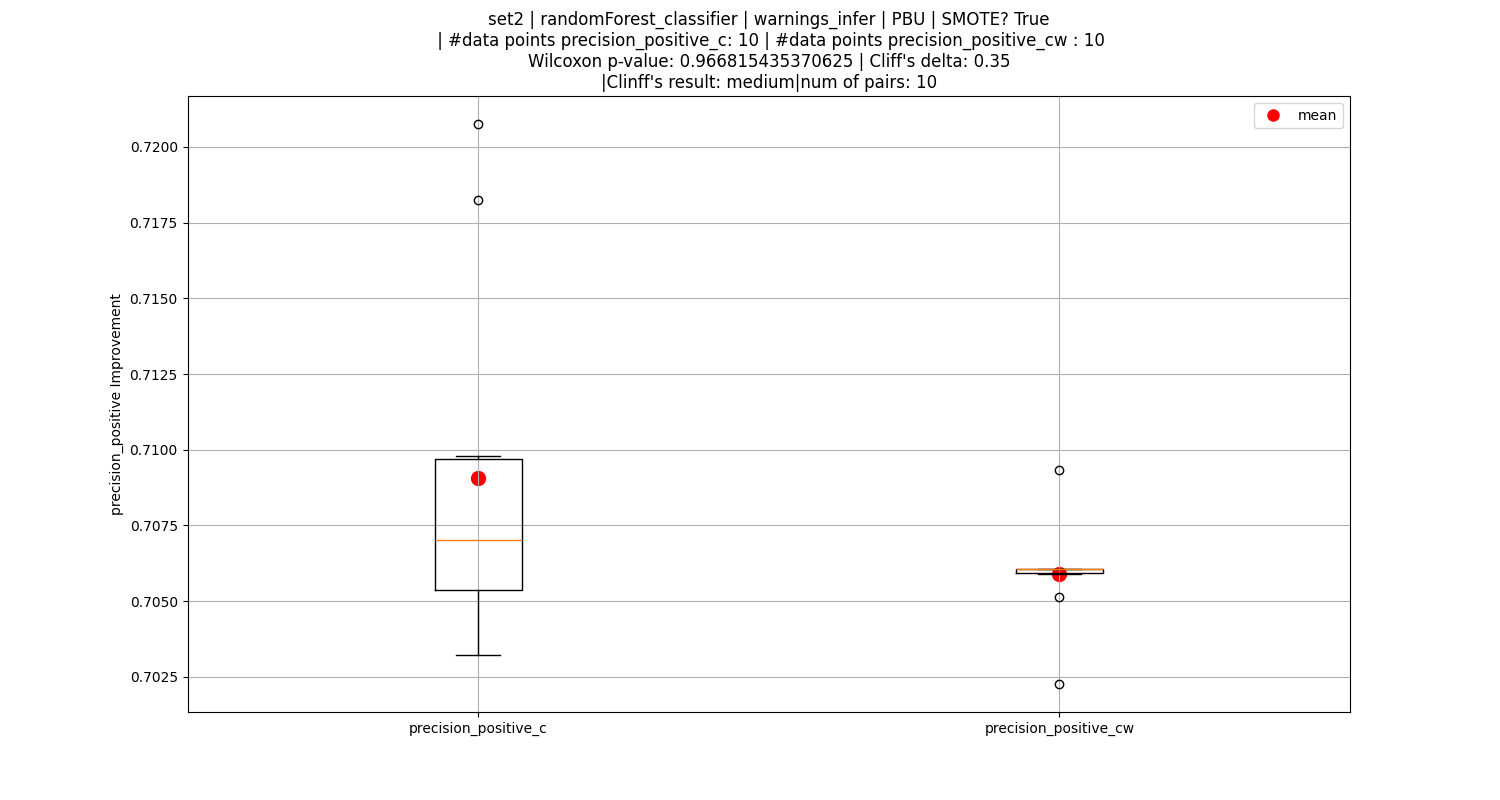 set2 | randomForest_classifier | warnings_infer | PBU | SMOTE? True
| #data points precision_positive_c: 10 | #data points precision_positive_cw : 10
Wilcoxon p-value: 0.966815435370625 | Cliff's delta: 0.35
|Clinff's result: medium|num of pairs: 10
mean
0.7200
0.7175
0.7150
0.7125
0.7100
0.7075
0.7050
0.7025
precision_positive Improvement
precision_positive_c
precision_positive_cw